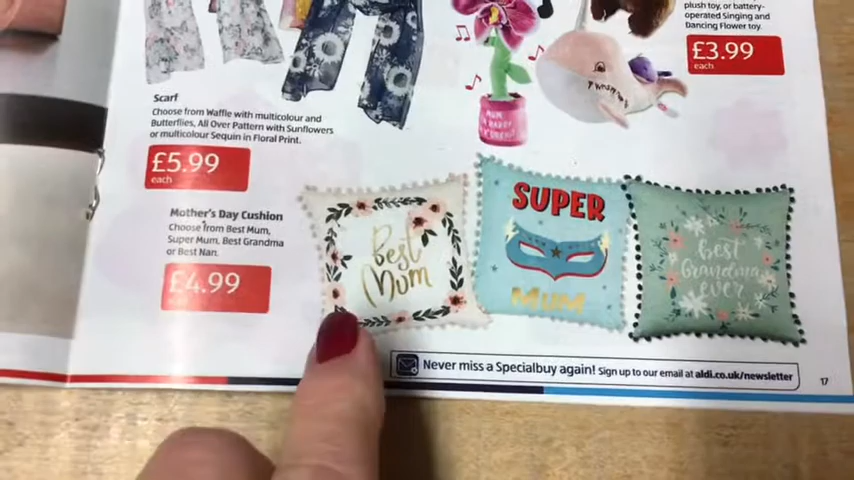 plush toy, or battery-
operated Singing and
Dancing Flower toy.
£3.99
each
Scarf
Choose from Waffle with multicolour and
Butterflies, All Over Pattern with Sunflowers
or multicolour Sequin in Floral Print.
£5.99
each
Mother's Day Cushion
Choose from Best Mum,
Super Mum, Best Grandma
or Best Nan.
£4.99
each
Best
Mum
SUPER
MUM
best
Grandma
ever
Never miss a Specialbuy again! Sign up to our email at aldi.co.uk/newsletter
17